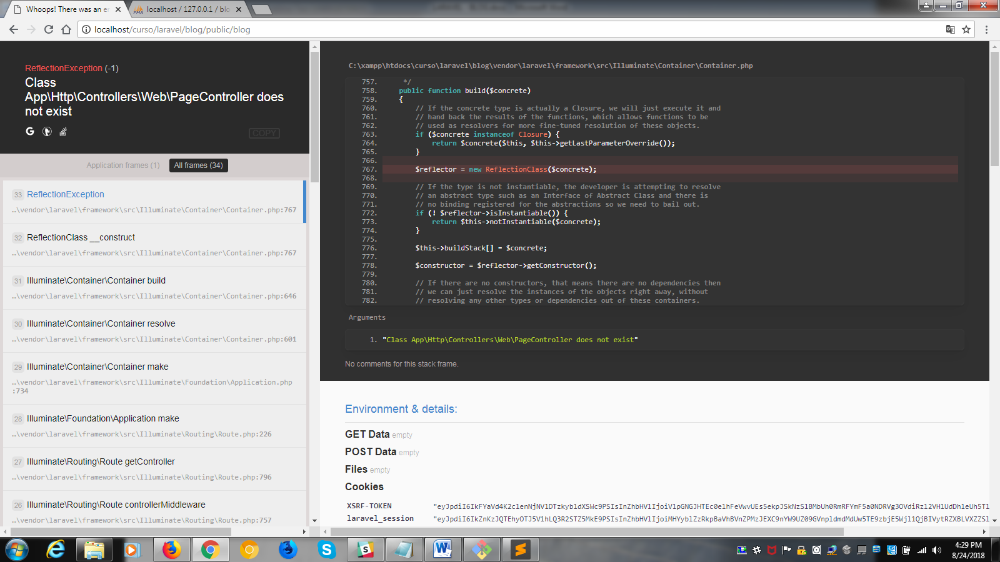 Whoops! There was an er
localhost / 127.0.0.1 / blo
localhost/curso/laravel/blog/public/blog
ReflectionException (-1)
Class
App\Http\Controllers\Web\PageController does
not exist
COPY
Application frames (1)
All frames (34)
33 ReflectionException
…\vendor\laravel\framework\src\Illuminate\Container\Container.php:767
32 ReflectionClass __construct
…\vendor\laravel\framework\src\Illuminate\Container\Container.php:767
31 Illuminate\Container\Container build
…\vendor\laravel\framework\src\Illuminate\Container\Container.php:646
30 Illuminate\Container\Container resolve
…\vendor\laravel\framework\src\Illuminate\Container\Container.php:601
29 Illuminate\Container\Container make
…\vendor\laravel\framework\src\Illuminate\Foundation\Application.php
:734
28 Illuminate\Foundation\Application make
…\vendor\laravel\framework\src\Illuminate\Routing\Route.php:226
27 Illuminate\Routing\Route getController
…\vendor\laravel\framework\src\Illuminate\Routing\Route.php:796
26 Illuminate\Routing\Route controllerMiddleware
…\vendor\laravel\framework\src\Illuminate\Routing\Route.php:757
C:\xampp\htdocs\curso\laravel\blog\vendor\laravel\framework\src\Illuminate\Container\Container.php
757. */
758. public function build($concrete)
759. {
760. // If the concrete type is actually a Closure, we will just execute it and
761. // hand back the results of the functions, which allows functions to be
762. // used as resolvers for more fine-tuned resolution of these objects.
763. if ($concrete instanceof Closure) {
764. return $concrete($this, $this->getLastParameterOverride());
765. }
766.
767. $reflector = new ReflectionClass($concrete);
768.
769. // If the type is not instantiable, the developer is attempting to resolve
770. // an abstract type such as an Interface of Abstract Class and there is
771. // no binding registered for the abstractions so we need to bail out.
772. if (! $reflector->isInstantiable()) {
773. return $this->notInstantiable($concrete);
774. }
775.
776. $this->buildStack[] = $concrete;
777.
778. $constructor = $reflector->getConstructor();
779.
780. // If there are no constructors, that means there are no dependencies then
781. // we can just resolve the instances of the objects right away, without
782. // resolving any other types or dependencies out of these containers.
Arguments
1. "Class App\Http\Controllers\Web\PageController does not exist"
No comments for this stack frame.
Environment & details:
GET Data empty
POST Data empty
Files empty
Cookies
XSRF-TOKEN
laravel_session
4:29 PM
8/24/2018